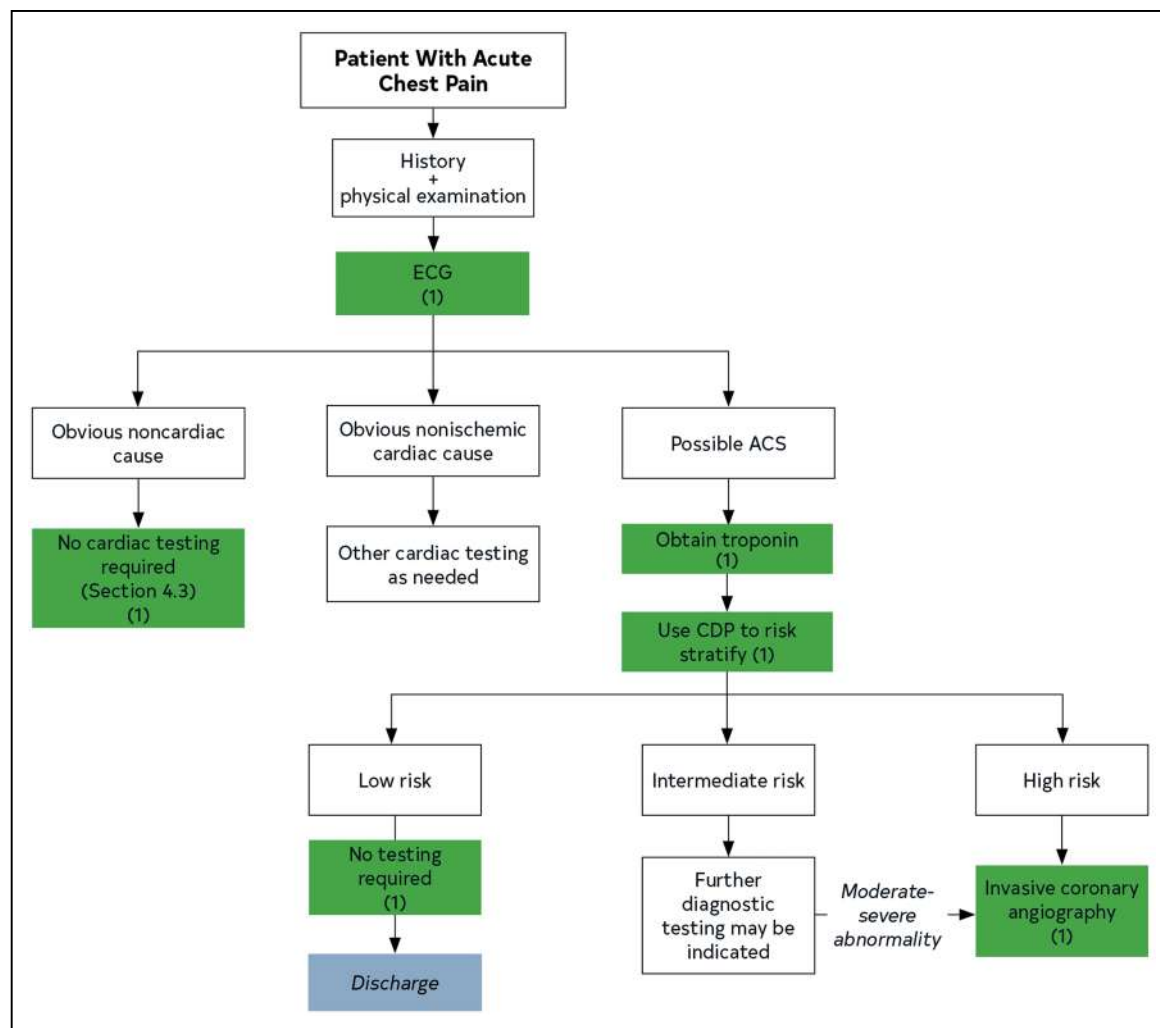 Patient With Acute
Chest Pain
History
+
physical examination
ECG
(1)
Obvious noncardiac
cause
Obvious nonischemic
cardiac cause
Possible ACS
No cardiac testing
required
(Section 4.3)
(1)
Other cardiac testing
as needed
Obtain troponin
(1)
Use CDP to risk
stratify (1)
Low risk
Intermediate risk
High risk
No testing
required
(1)
Further
diagnostic
testing may be
indicated
Moderate-
severe
abnormality
Invasive coronary
angiography
(1)
Discharge